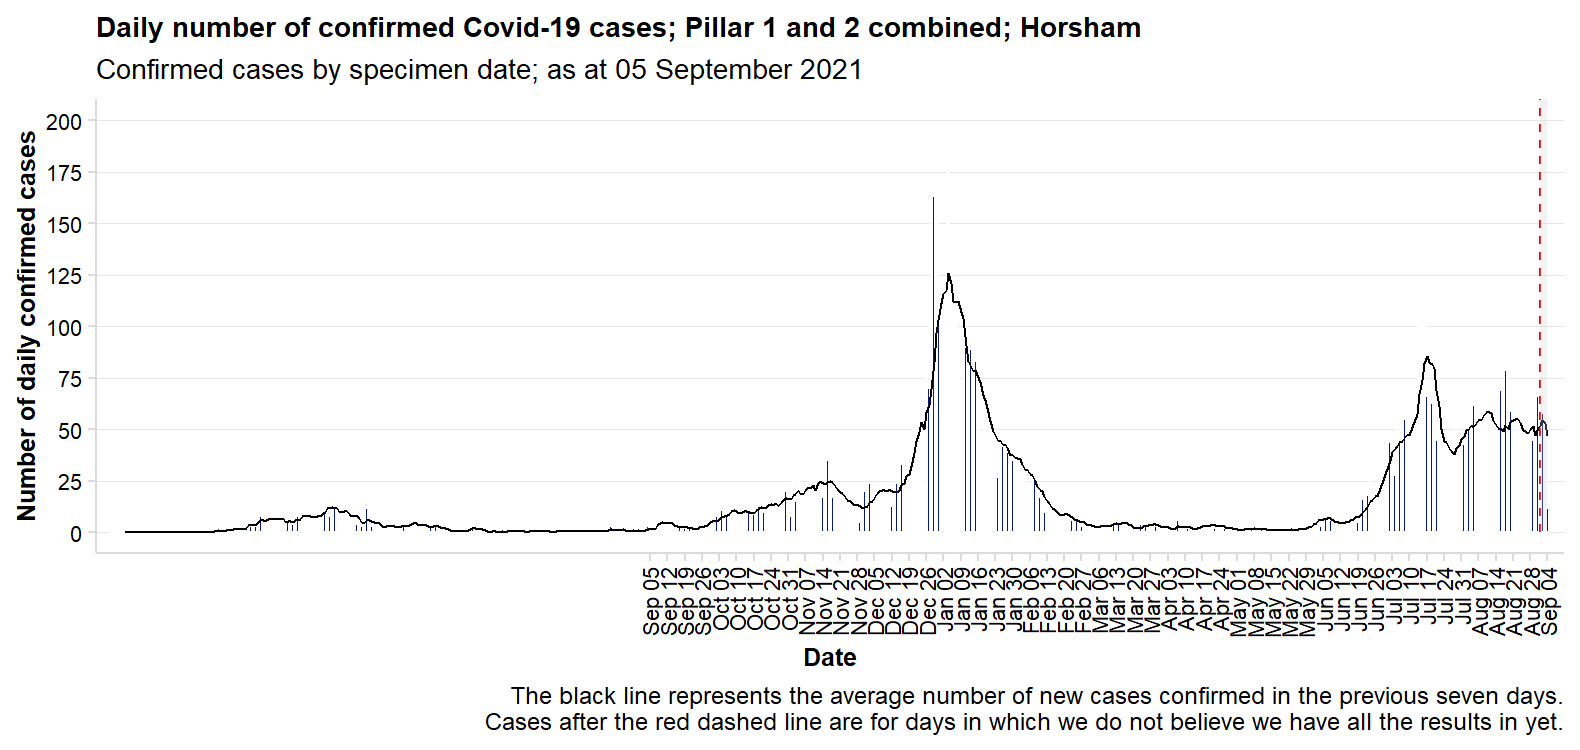 Daily number of confirmed Covid-19 cases; Pillar 1 and 2 combined; Horsham
Confirmed cases by specimen date; as at 05 September 2021
Number of daily confirmed cases
200
175
150
125
100
75
50
25
0
Sep 05
Sep 12
Sep 19
Sep 26
Oct 03
Oct 10
Oct 17
Oct 24
Oct 31
Nov 07
Nov 14
Nov 21
Nov 28
Dec 05
Dec 12
Dec 19
Dec 26
Jan 02
Jan 09
Jan 16
Jan 23
Jan 30
Feb 06
Feb 13
Feb 20
Feb 27
Mar 06
Mar 13
Mar 20
Mar 27
Apr 03
Apr 10
Apr 17
Apr 24
May 01
May 08
May 15
May 22
May 29
Jun 05
Jun 12
Jun 19
Jun 26
Jul 03
Jul 10
Jul 17
Jul 24
Jul 31
Aug 07
Aug 14
Aug 21
Aug 28
Sep 04
Date
The black line represents the average number of new cases confirmed in the previous seven days.
Cases after the red dashed line are for days in which we do not believe we have all the results in yet.